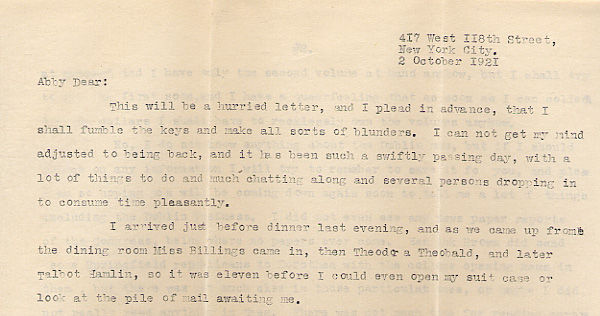 417 West 118th Street,
New York City.
2 October 1921
Abby Dear:
This will be a hurried letter, and I plead in advance, that I
shall fumble the keys and make all sorts of blunders. I can not get my mind
adjusted to being back, and it has been such a swiftly passing day, with a
lot of things to do and much chatting along and several persons dropping in
to consume time pleasantly.
I arrived just before dinner last evening, and as we came up from
the dining room Miss Billings came in, then Theodora Theobald, and later
Talbot Hamlin, so it was eleven before I could even open my suit case or
look at the pile of mail awaiting me.